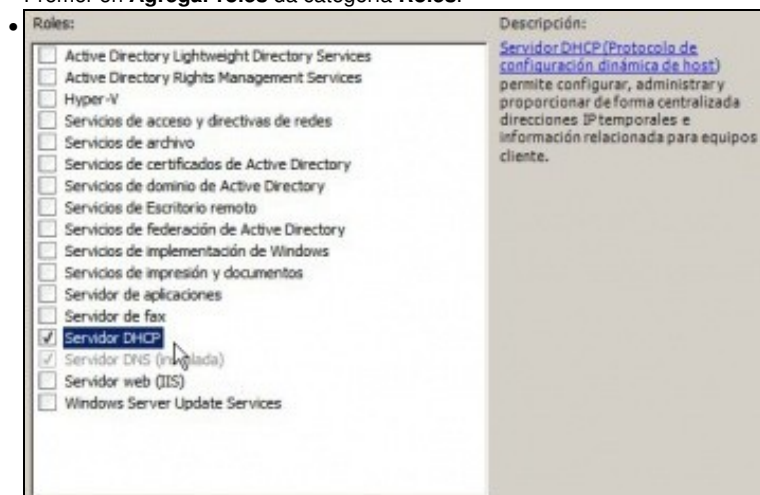 Premer en Agregar roles da categoría Roles.
Roles:
Active Directory Lightweight Directory Services
Active Directory Rights Management Services
Hyper-V
Servicios de acceso y directivas de redes
Servicios de archivo
Servicios de certificados de Active Directory
Servicios de dominio de Active Directory
Servicios de Escritorio remoto
Servicios de federación de Active Directory
Servicios de implementación de Windows
Servicios de impresión y documentos
Servidor de aplicaciones
Servidor de fax
Servidor DHCP
Servidor DNS (instalada)
Servidor web (IIS)
Windows Server Update Services
Descripción:
Servidor DHCP (Protocolo de
configuración dinámica de host)
permite configurar, administrar y
proporcionar de forma centralizada
direcciones IP temporales e
información relacionada para equipos
cliente.